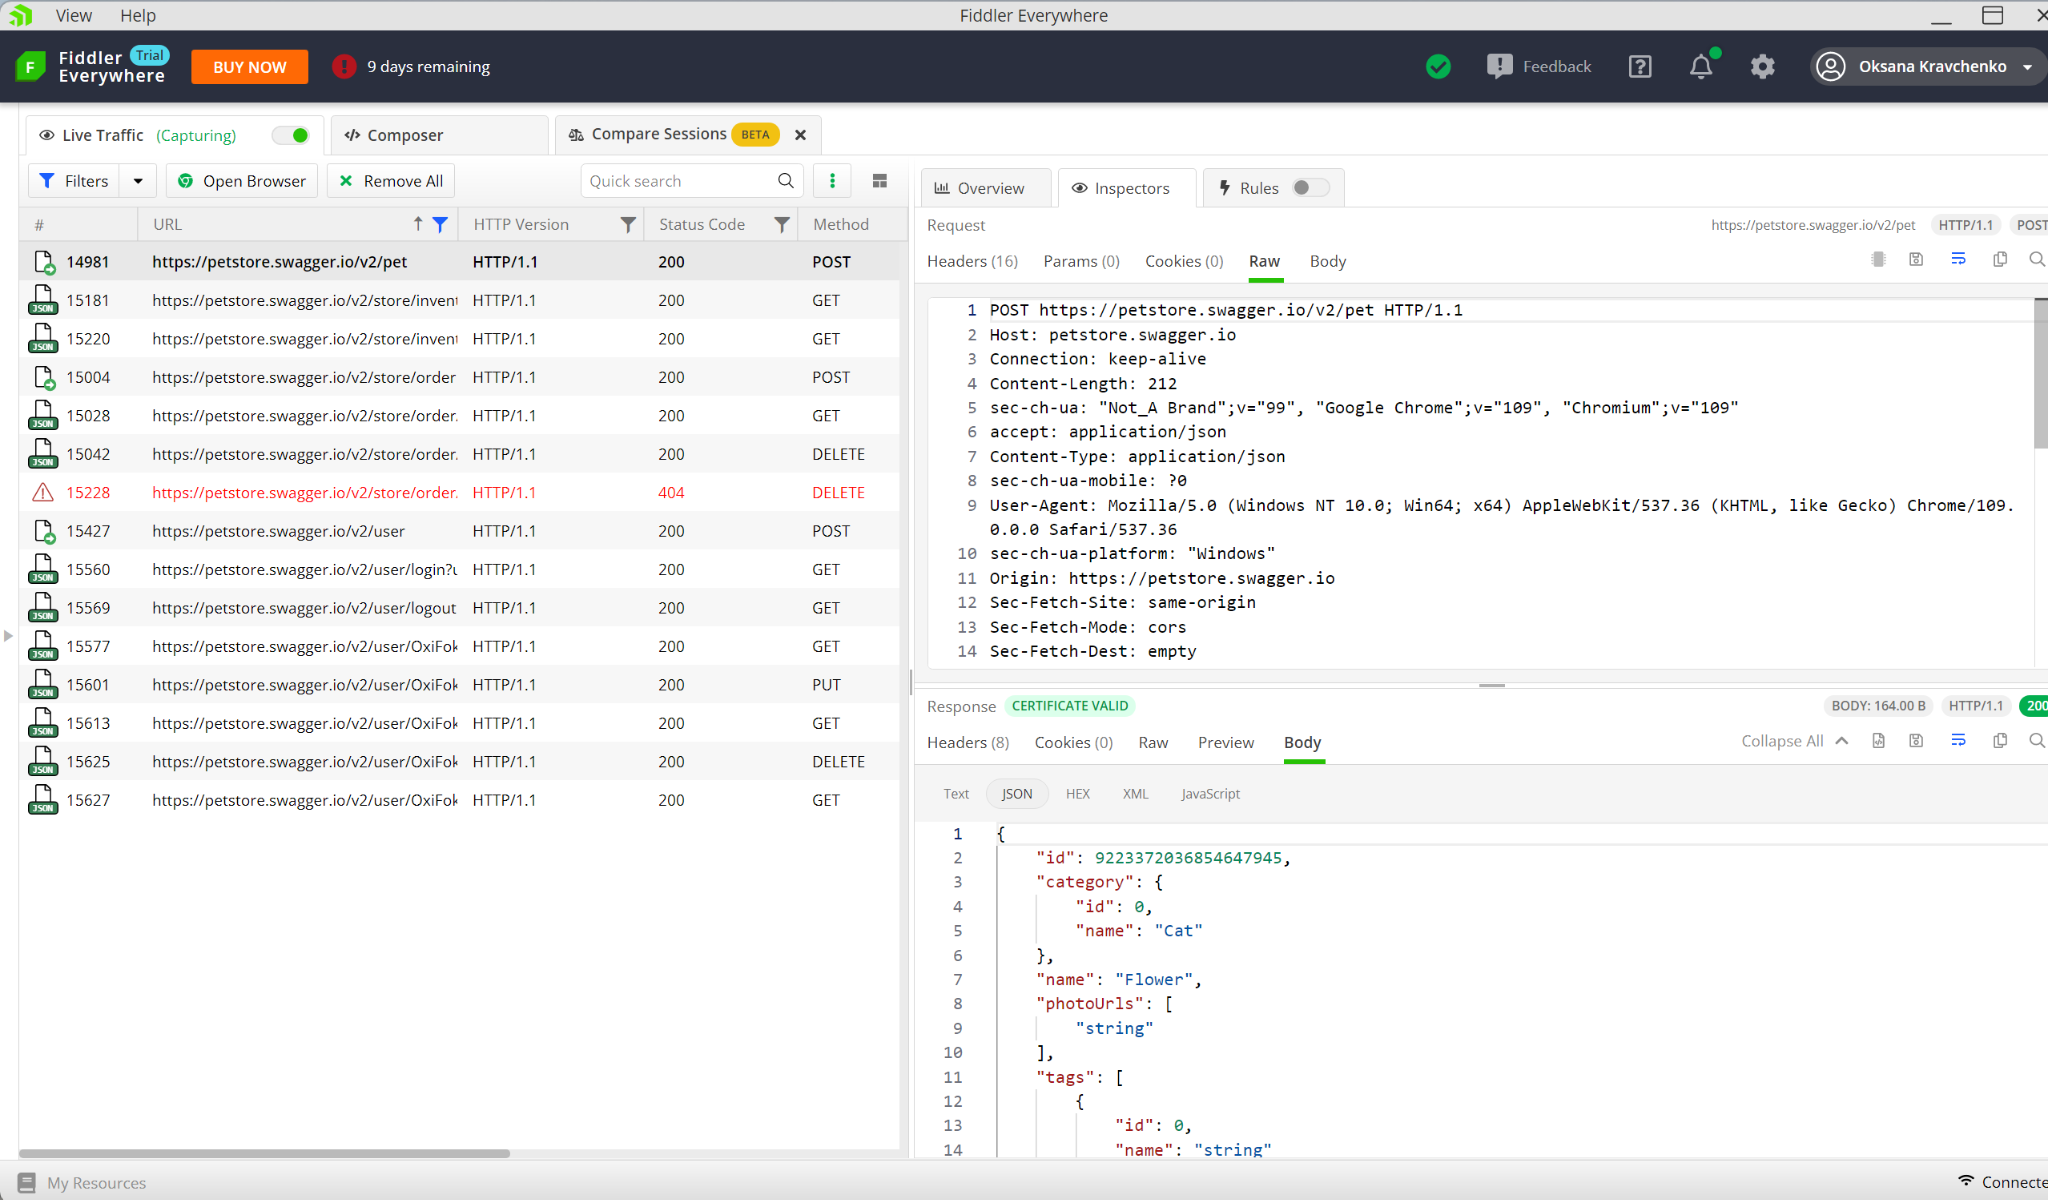 View Help Fiddler Everywhere
Fiddler Everywhere Trial BUY NOW ! 9 days remaining Feedback Oksana Kravchenko
Live Traffic (Capturing) Composer Compare Sessions BETA
Filters Open Browser Remove All Quick search
Overview Inspectors Rules
# URL HTTP Version Status Code Method
14981 https://petstore.swagger.io/v2/pet HTTP/1.1 200 POST
15181 https://petstore.swagger.io/v2/store/invent HTTP/1.1 200 GET
15220 https://petstore.swagger.io/v2/store/invent HTTP/1.1 200 GET
15004 https://petstore.swagger.io/v2/store/order HTTP/1.1 200 POST
15028 https://petstore.swagger.io/v2/store/order. HTTP/1.1 200 GET
15042 https://petstore.swagger.io/v2/store/order. HTTP/1.1 200 DELETE
15228 https://petstore.swagger.io/v2/store/order. HTTP/1.1 404 DELETE
15427 https://petstore.swagger.io/v2/user HTTP/1.1 200 POST
15560 https://petstore.swagger.io/v2/user/login?u HTTP/1.1 200 GET
15569 https://petstore.swagger.io/v2/user/logout HTTP/1.1 200 GET
15577 https://petstore.swagger.io/v2/user/OxiFok HTTP/1.1 200 GET
15601 https://petstore.swagger.io/v2/user/OxiFok HTTP/1.1 200 PUT
15613 https://petstore.swagger.io/v2/user/OxiFok HTTP/1.1 200 GET
15625 https://petstore.swagger.io/v2/user/OxiFok HTTP/1.1 200 DELETE
15627 https://petstore.swagger.io/v2/user/OxiFok HTTP/1.1 200 GET
Request https://petstore.swagger.io/v2/pet HTTP/1.1 POST
Headers (16) Params (0) Cookies (0) Raw Body
1 POST https://petstore.swagger.io/v2/pet HTTP/1.1
2 Host: petstore.swagger.io
3 Connection: keep-alive
4 Content-Length: 212
5 sec-ch-ua: "Not_A Brand";v="99", "Google Chrome";v="109", "Chromium";v="109"
6 accept: application/json
7 Content-Type: application/json
8 sec-ch-ua-mobile: ?0
9 User-Agent: Mozilla/5.0 (Windows NT 10.0; Win64; x64) AppleWebKit/537.36 (KHTML, like Gecko) Chrome/109.
0.0.0 Safari/537.36
10 sec-ch-ua-platform: "Windows"
11 Origin: https://petstore.swagger.io
12 Sec-Fetch-Site: same-origin
13 Sec-Fetch-Mode: cors
14 Sec-Fetch-Dest: empty
Response CERTIFICATE VALID BODY: 164.00 B HTTP/1.1 200
Headers (8) Cookies (0) Raw Preview Body Collapse All
Text JSON HEX XML JavaScript
1 {
2 "id": 9223372036854647945,
3 "category": {
4 "id": 0,
5 "name": "Cat"
6 },
7 "name": "Flower",
8 "photoUrls": [
9 "string"
10 ],
11 "tags": [
12 {
13 "id": 0,
14 "name": "string"
My Resources Connecte